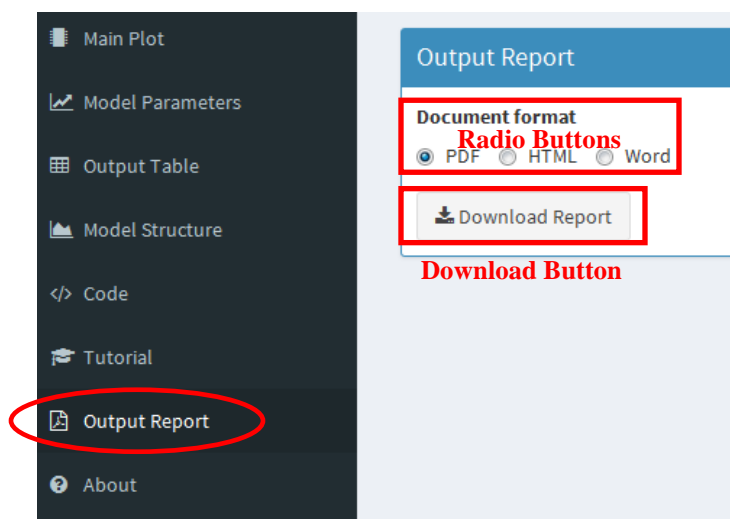 Main Plot
Model Parameters
Output Table
Model Structure
</> Code
Tutorial
Output Report
About
Output Report
Document format
Radio Buttons
PDF HTML Word
Download Report
Download Button